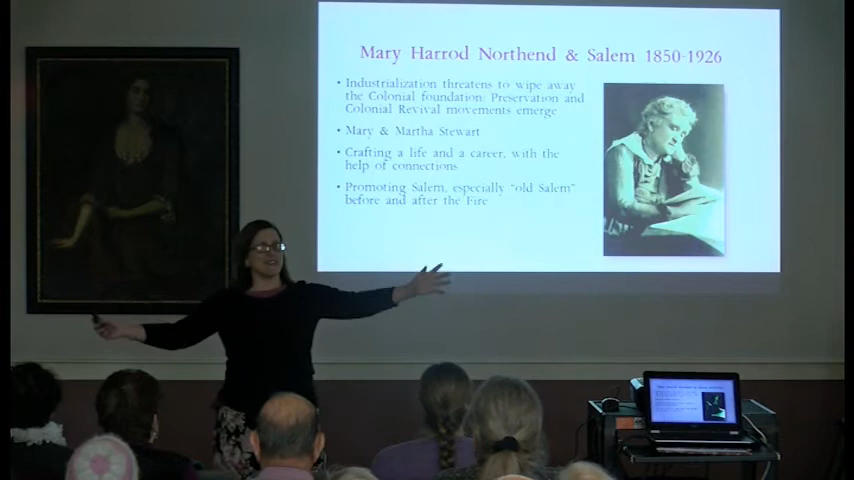 Mary Harrod Northend & Salem 1850-1926
• Industrialization threatens to wipe away
the Colonial foundation: Preservation and
Colonial Revival movements emerge
• Mary & Martha Stewart
• Crafting a life and a career, with the
help of connections
• Promoting Salem, especially "old Salem"
before and after the Fire